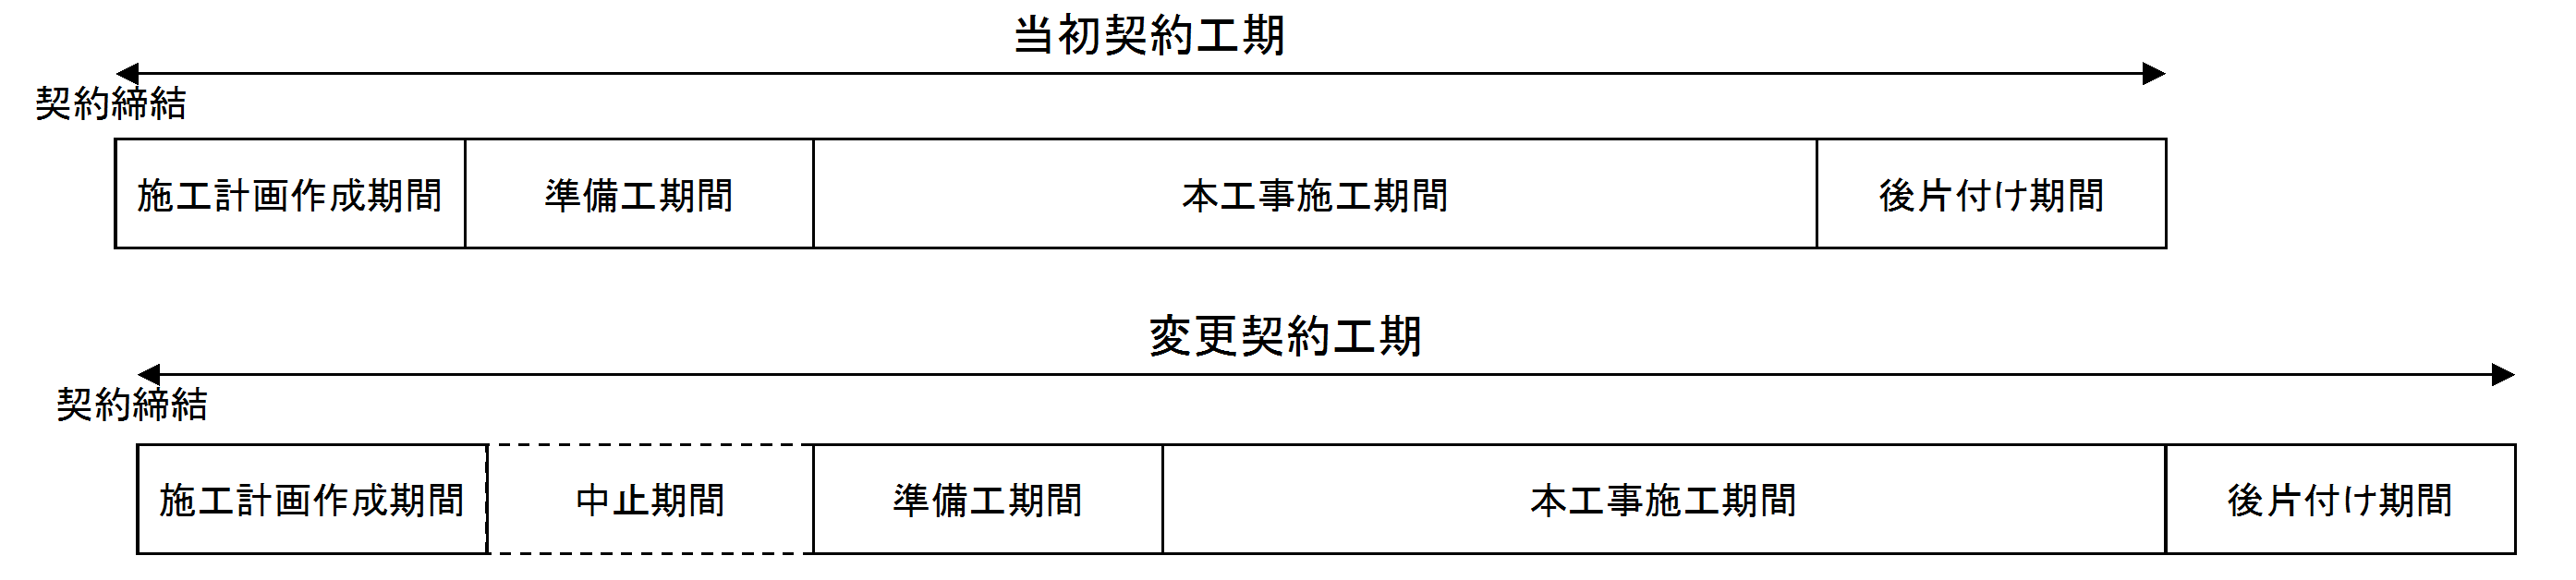 当初契約工期
契約締結
施工計画作成期間 準備工期間 本工事施工期間 後片付け期間
変更契約工期
契約締結
施工計画作成期間 中止期間 準備工期間 本工事施工期間 後片付け期間